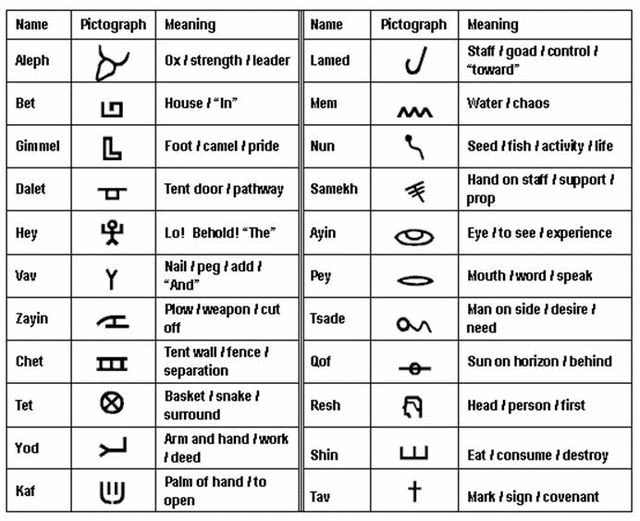 Name Pictograph Meaning Name Pictograph Meaning
Aleph Ox / strength / leader Lamed Staff / goad / control / "toward"
Bet House / "In" Mem Water / chaos
Gimmel Foot / camel / pride Nun Seed / fish / activity / life
Dalet Tent door / pathway Samekh Hand on staff / support / prop
Hey Lo! Behold! "The" Ayin Eye / to see / experience
Vav Nail / peg / add / "And" Pey Mouth / word / speak
Zayin Plow / weapon / cut off Tsade Man on side / desire / need
Chet Tent wall / fence / separation Qof Sun on horizon / behind
Tet Basket / snake / surround Resh Head / person / first
Yod Arm and hand / work / deed Shin Eat / consume / destroy
Kaf Palm of hand / to open Tav Mark / sign / covenant